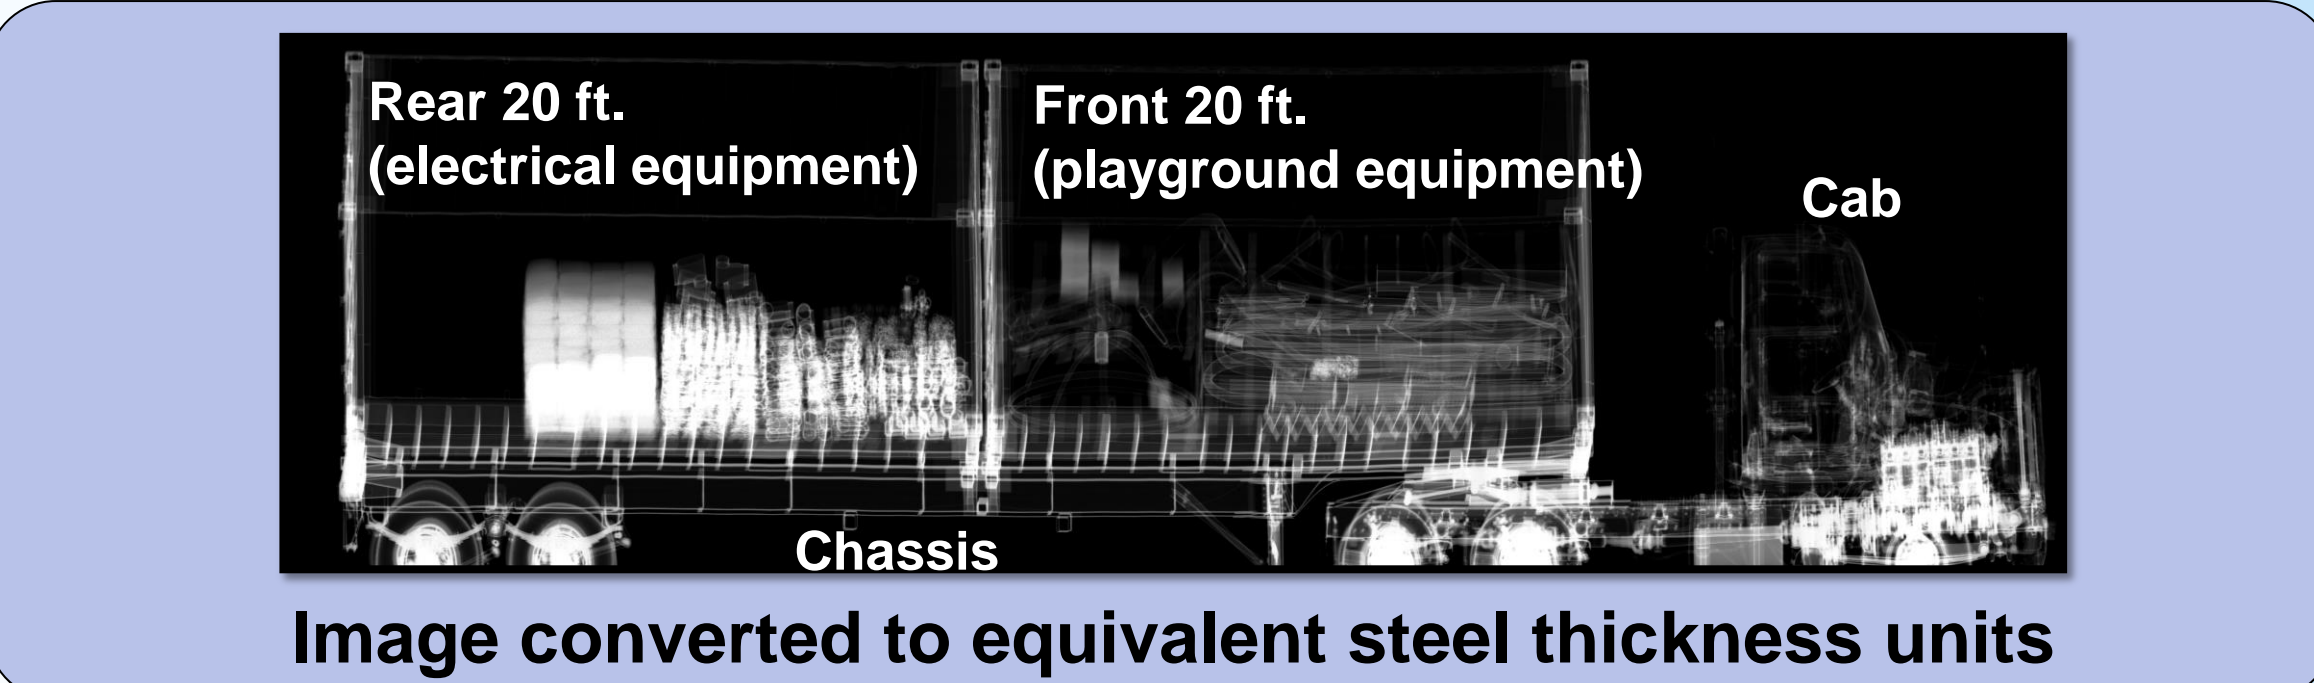 Rear 20 ft.
(electrical equipment)
Front 20 ft.
(playground equipment)
Cab
Chassis
Image converted to equivalent steel thickness units